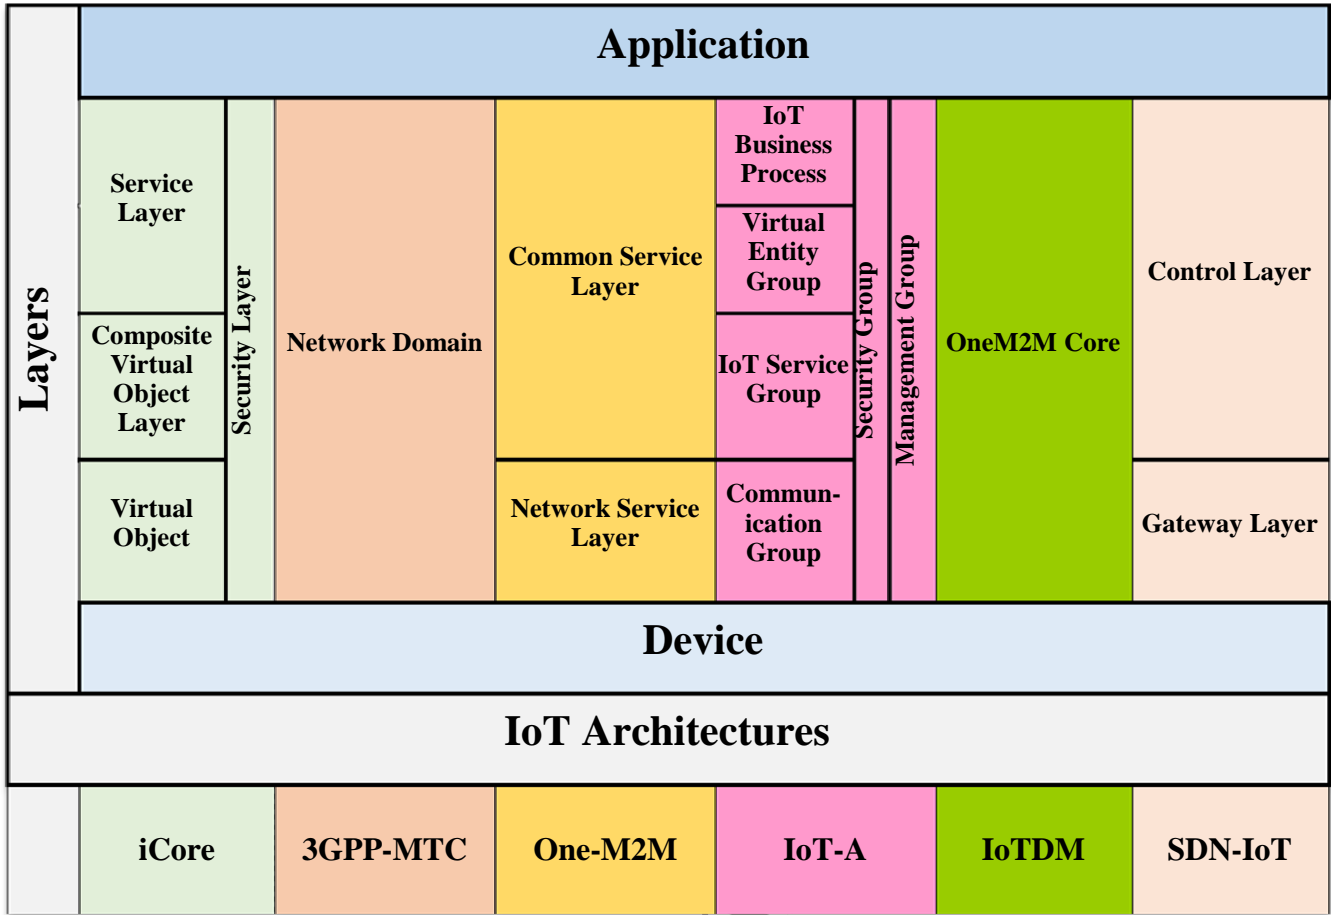 Application
Layers
Service
Layer
Composite
Virtual
Object
Layer
Virtual
Object
Security Layer
Network Domain
Common Service
Layer
Network Service
Layer
IoT
Business
Process
Virtual
Entity
Group
IoT Service
Group
Commun-
ication
Group
Security Group
Management Group
OneM2M Core
Control Layer
Gateway Layer
Device
IoT Architectures
iCore
3GPP-MTC
One-M2M
IoT-A
IoTDM
SDN-IoT